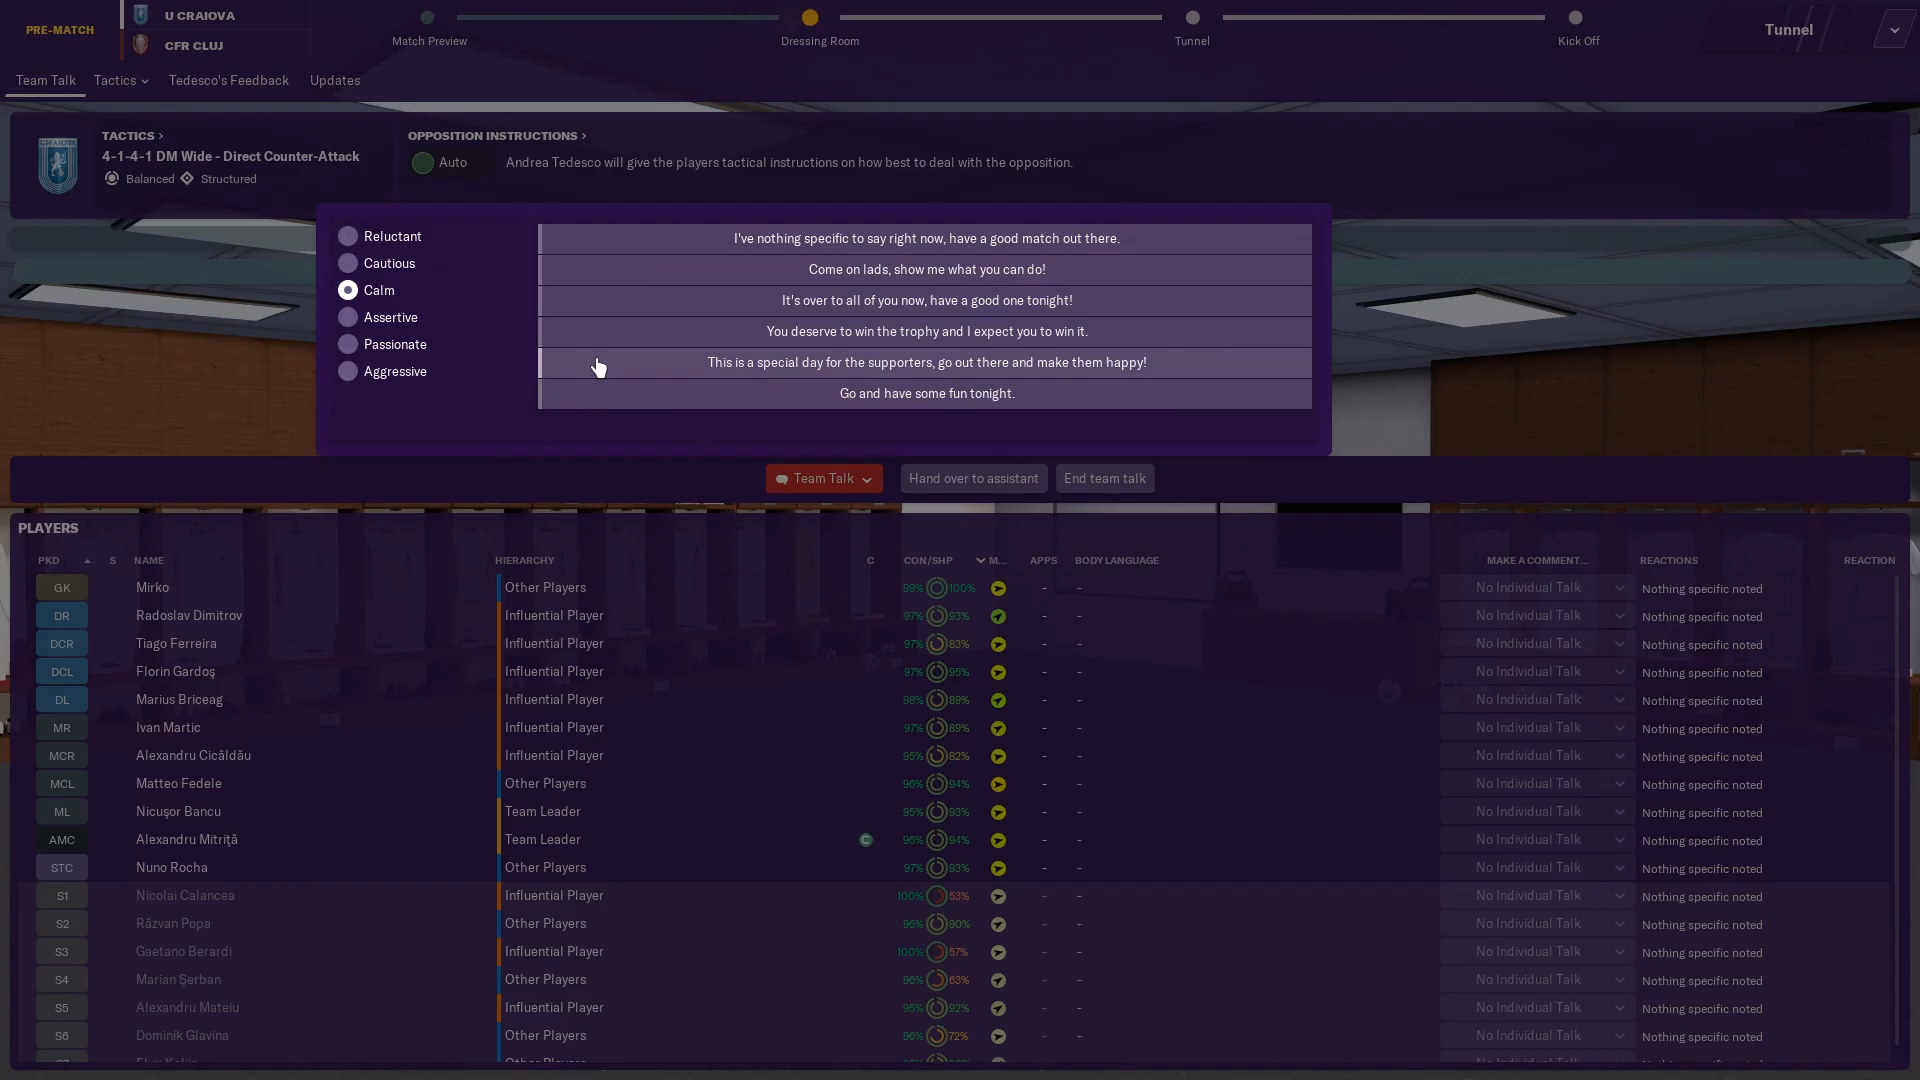 PRE-MATCH
U CRAIOVA
CFR CLUJ
Match Preview
Dressing Room
Tunnel
Kick Off
Tunnel
Team Talk
Tactics
Tedesco's Feedback
Updates
CRAIOVA
TACTICS >
4-1-4-1 DM Wide - Direct Counter-Attack
Balanced Structured
OPPOSITION INSTRUCTIONS >
Auto
Andrea Tedesco will give the players tactical instructions on how best to deal with the opposition.
Reluctant
Cautious
Calm
Assertive
Passionate
Aggressive
I've nothing specific to say right now, have a good match out there.
Come on lads, show me what you can do!
It's over to all of you now, have a good one tonight!
You deserve to win the trophy and I expect you to win it.
This is a special day for the supporters, go out there and make them happy!
Go and have some fun tonight.
Team Talk
Hand over to assistant
End team talk
PLAYERS
PKD S NAME HIERARCHY C CON/SHP M... APPS BODY LANGUAGE MAKE A COMMENT... REACTIONS REACTION
GK Mirko Other Players 99% 100% - - No Individual Talk Nothing specific noted
DR Radoslav Dimitrov Influential Player 97% 93% - - No Individual Talk Nothing specific noted
DCR Tiago Ferreira Influential Player 97% 83% - - No Individual Talk Nothing specific noted
DCL Florin Gardoş Influential Player 97% 95% - - No Individual Talk Nothing specific noted
DL Marius Briceag Influential Player 98% 89% - - No Individual Talk Nothing specific noted
MR Ivan Martic Influential Player 97% 89% - - No Individual Talk Nothing specific noted
MCR Alexandru Cicâldău Influential Player 95% 82% - - No Individual Talk Nothing specific noted
MCL Matteo Fedele Other Players 96% 94% - - No Individual Talk Nothing specific noted
ML Nicuşor Bancu Team Leader 95% 93% - - No Individual Talk Nothing specific noted
AMC Alexandru Mitriţă Team Leader C 96% 94% - - No Individual Talk Nothing specific noted
STC Nuno Rocha Other Players 97% 93% - - No Individual Talk Nothing specific noted
S1 Nicolai Calancea Influential Player 100% 53% - - No Individual Talk Nothing specific noted
S2 Răzvan Popa Other Players 96% 90% - - No Individual Talk Nothing specific noted
S3 Gaetano Berardi Influential Player 100% 57% - - No Individual Talk Nothing specific noted
S4 Marian Şerban Other Players 96% 63% - - No Individual Talk Nothing specific noted
S5 Alexandru Mateiu Influential Player 95% 92% - - No Individual Talk Nothing specific noted
S6 Dominik Glavina Other Players 96% 72% - - No Individual Talk Nothing specific noted